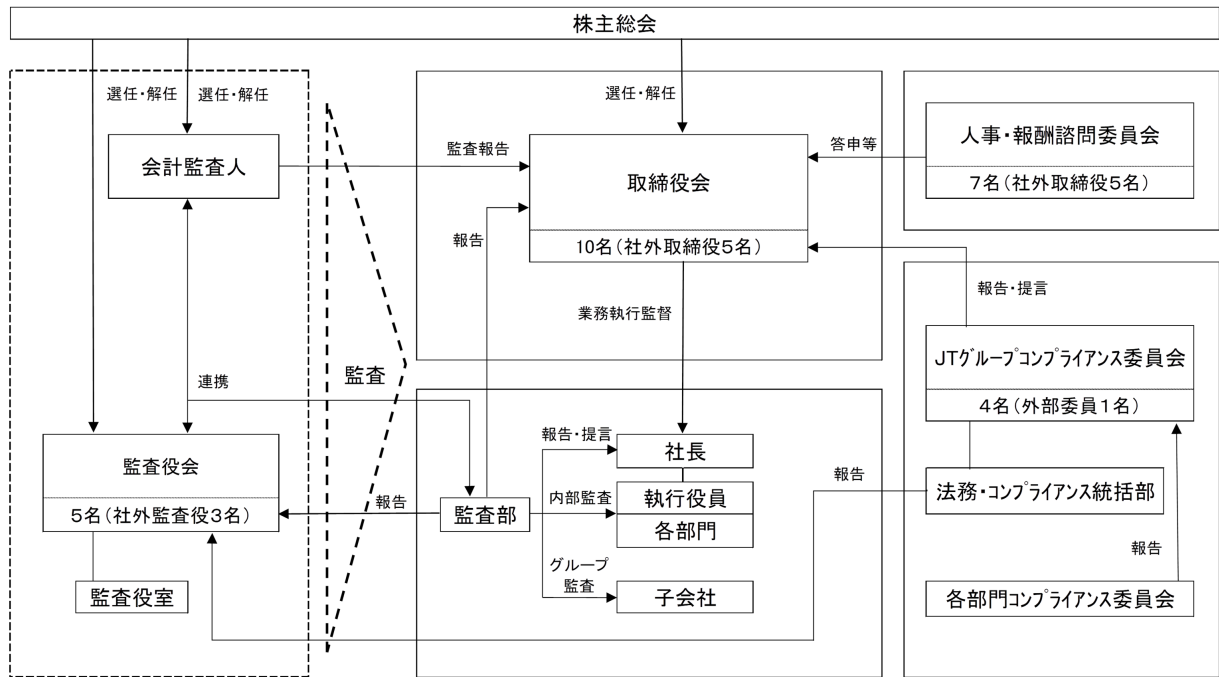 株主総会
選任・解任
選任・解任
選任・解任
会計監査人
監査報告
取締役会
10名(社外取締役5名)
答申等
人事・報酬諮問委員会
7名(社外取締役5名)
報告
業務執行監督
報告・提言
JTグループコンプライアンス委員会
4名(外部委員1名)
連携
監査
監査役会
5名(社外監査役3名)
監査役室
報告
監査部
報告・提言
内部監査
グループ
監査
社長
執行役員
各部門
子会社
報告
法務・コンプライアンス統括部
報告
各部門コンプライアンス委員会